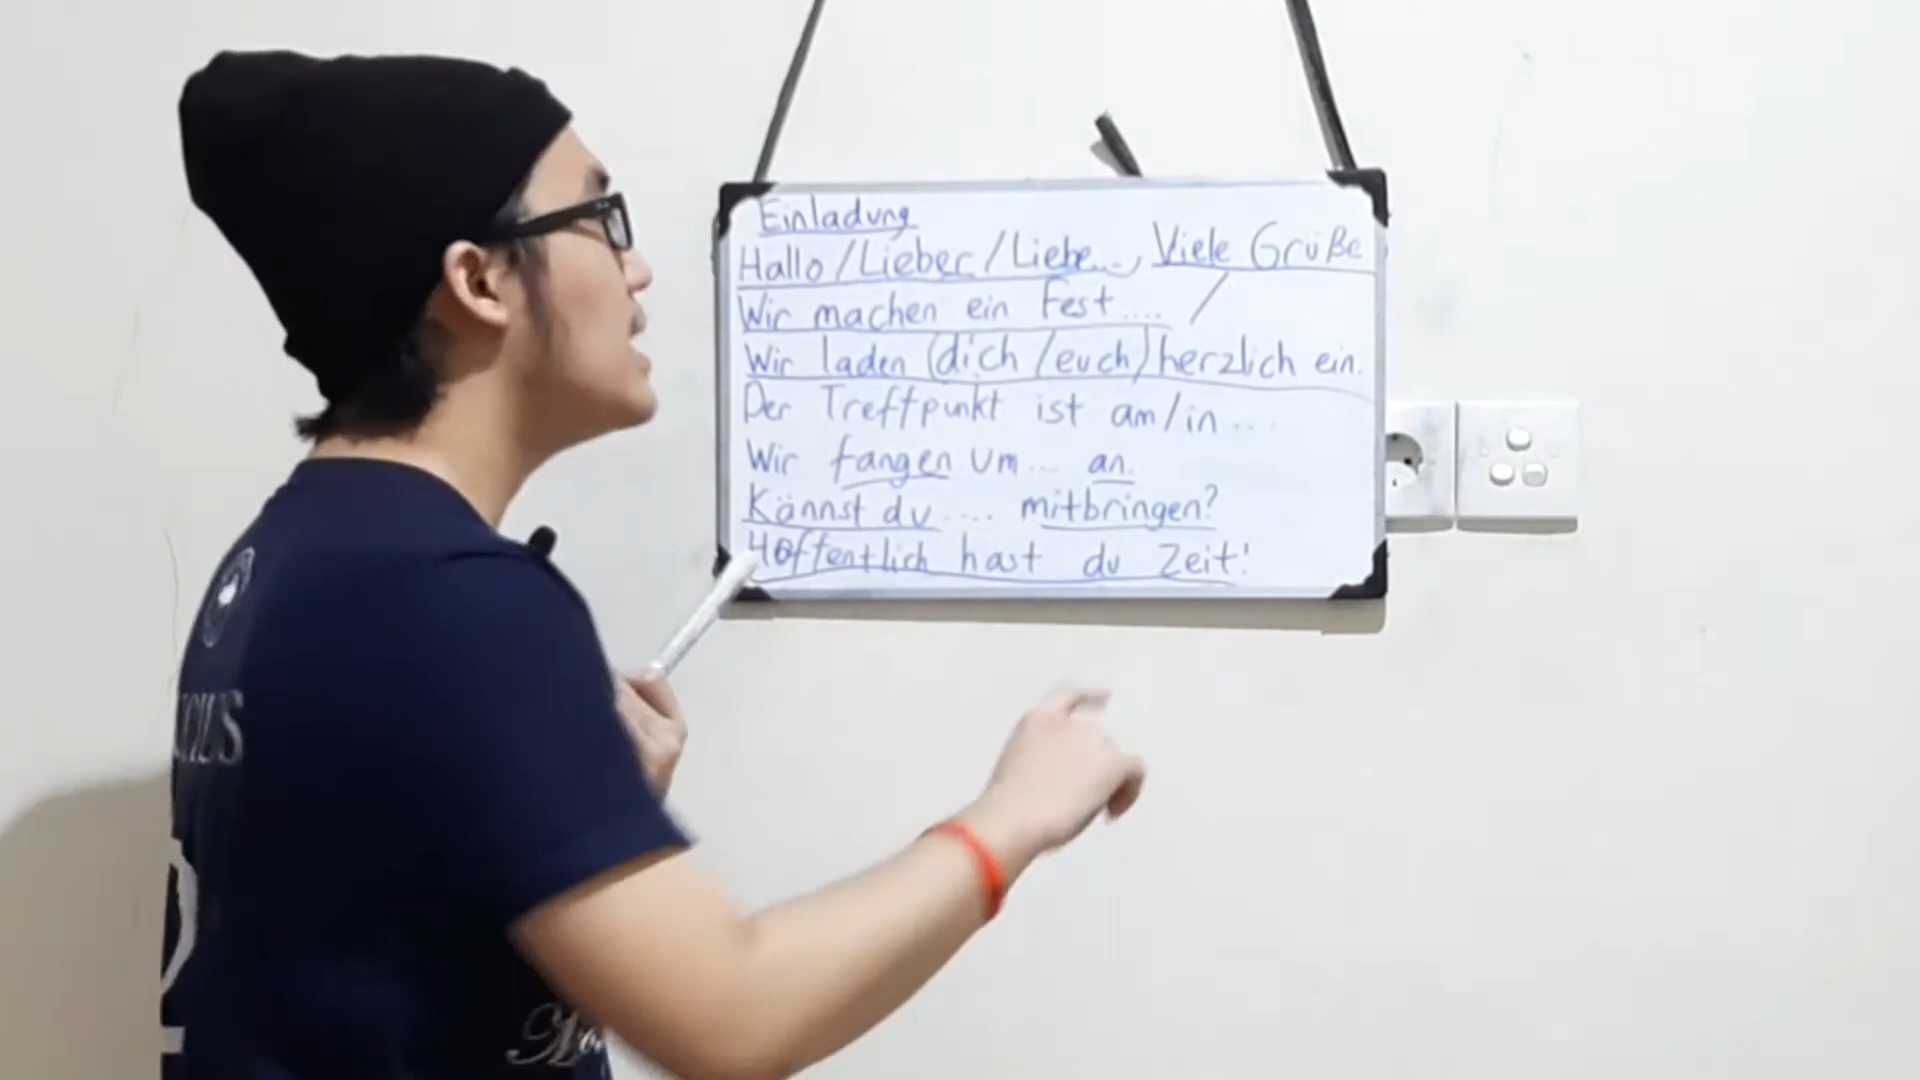 Einladung
Hallo/Lieber/Liebe..., Viele Grüße
Wir machen ein Fest.... /
Wir laden (dich/euch) herzlich ein.
Der Treffpunkt ist am/in ...
Wir fangen um... an.
Kännst du .... mitbringen?
Hoffentlich hast du Zeit!